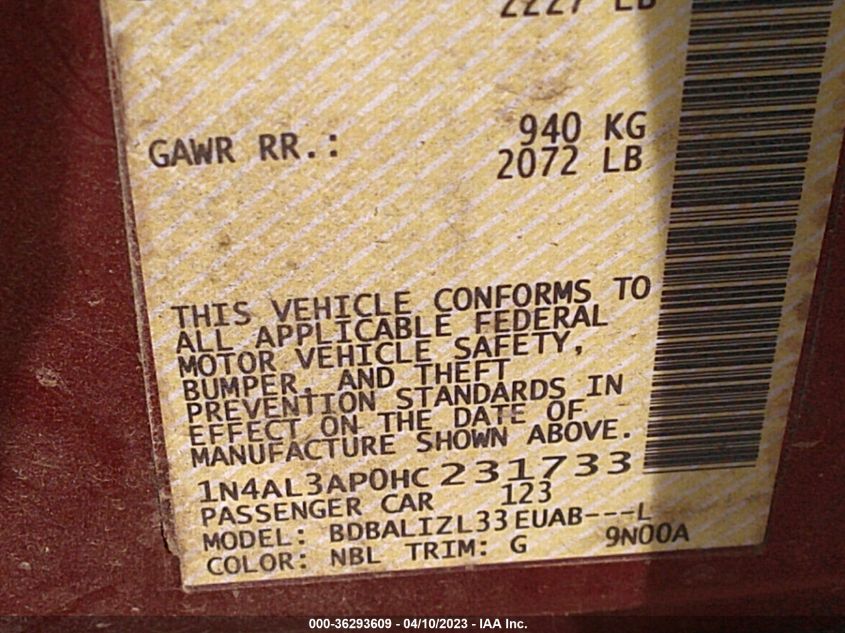 2227 LB
GAWR RR.: 940 KG
2072 LB
THIS VEHICLE CONFORMS TO
ALL APPLICABLE FEDERAL
MOTOR VEHICLE SAFETY,
BUMPER, AND THEFT
PREVENTION STANDARDS IN
EFFECT ON THE DATE OF
MANUFACTURE SHOWN ABOVE.
1N4AL3AP0HC231733
PASSENGER CAR 123
MODEL: BDBALIZL33EUAB---L
COLOR: NBL TRIM: G 9N00A
000-36293609 - 04/10/2023 - IAA Inc.